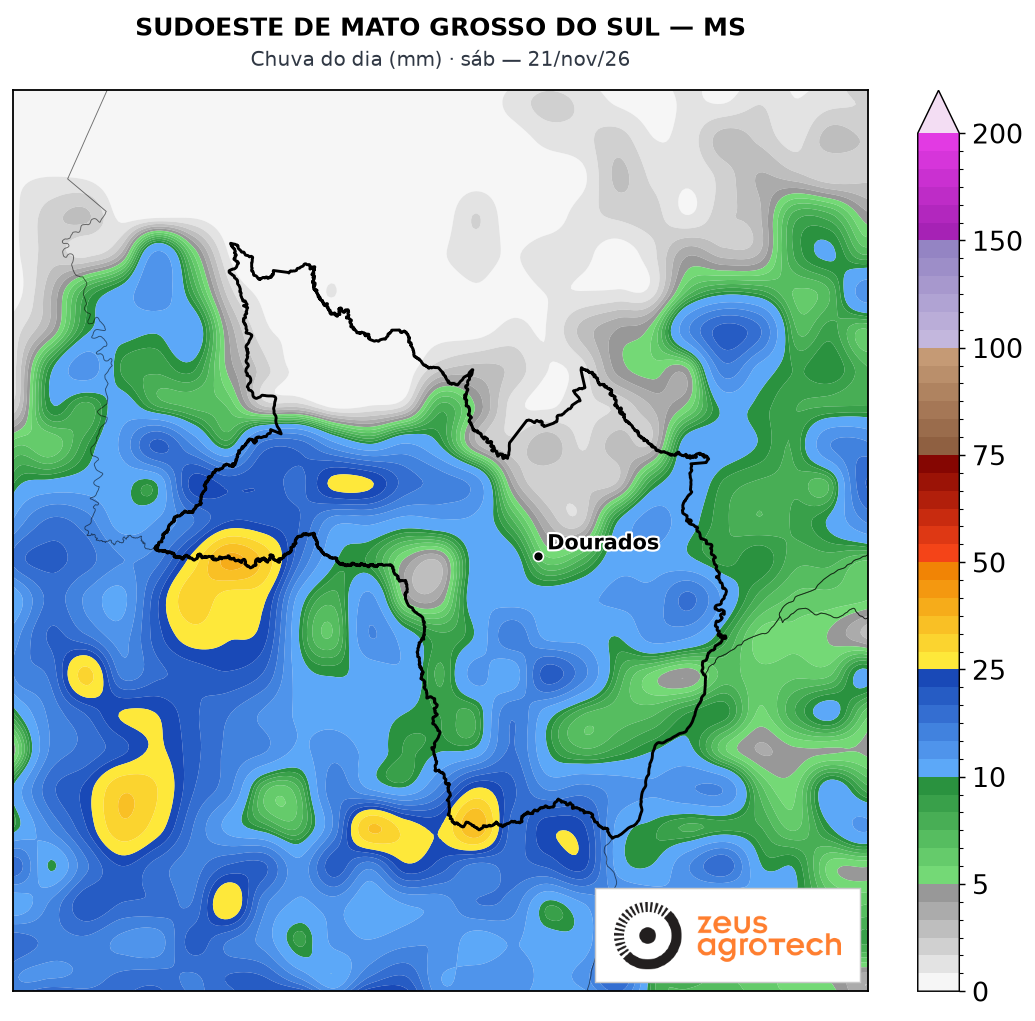 SUDOESTE DE MATO GROSSO DO SUL — MS
Chuva do dia (mm) · sáb — 21/nov/26
200
150
100
75
50
25
10
5
0
Dourados
zeus
agrotech